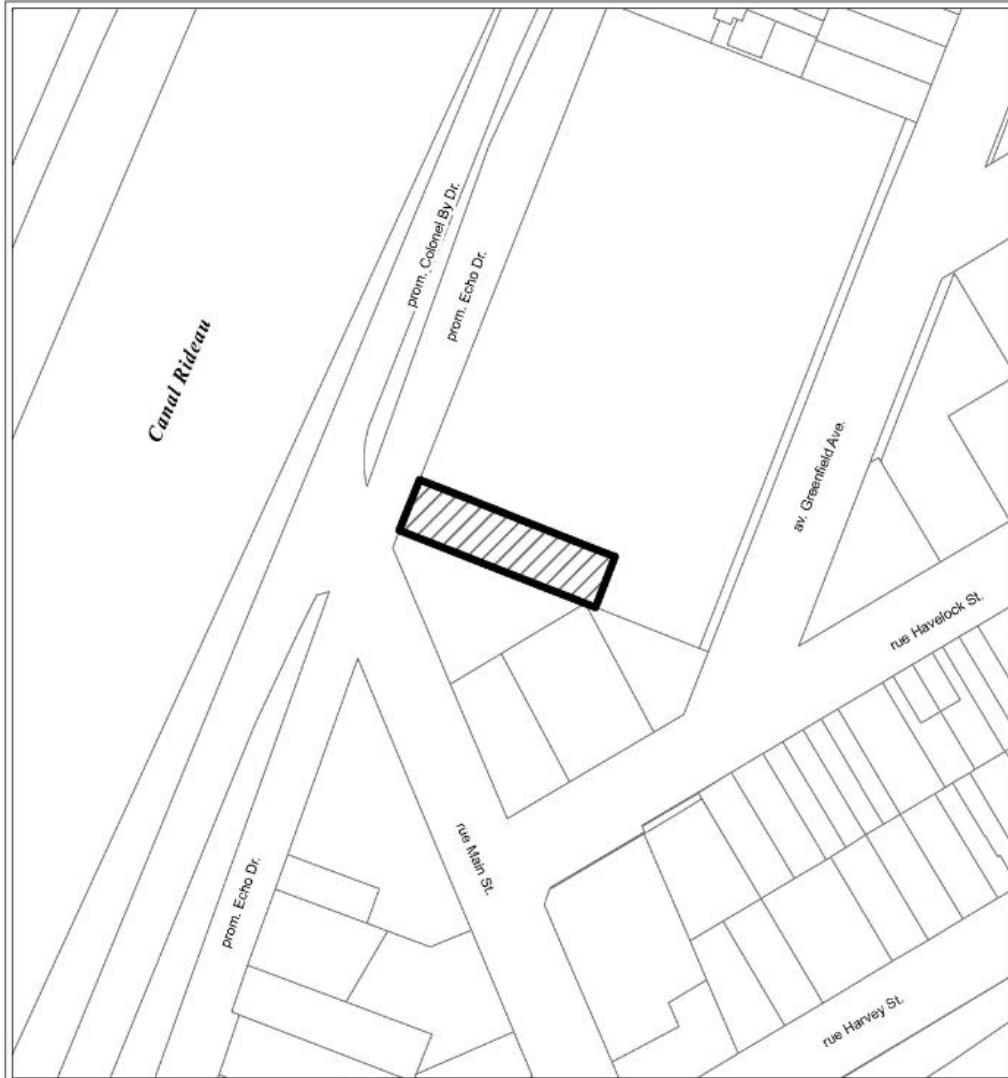 prom. Colonel By Dr.
prom. Echo Dr.
Canal Rideau
av. Greenfield Ave.
rue Havelock St.
rue Main St.
prom. Echo Dr.
rue Harvey St.